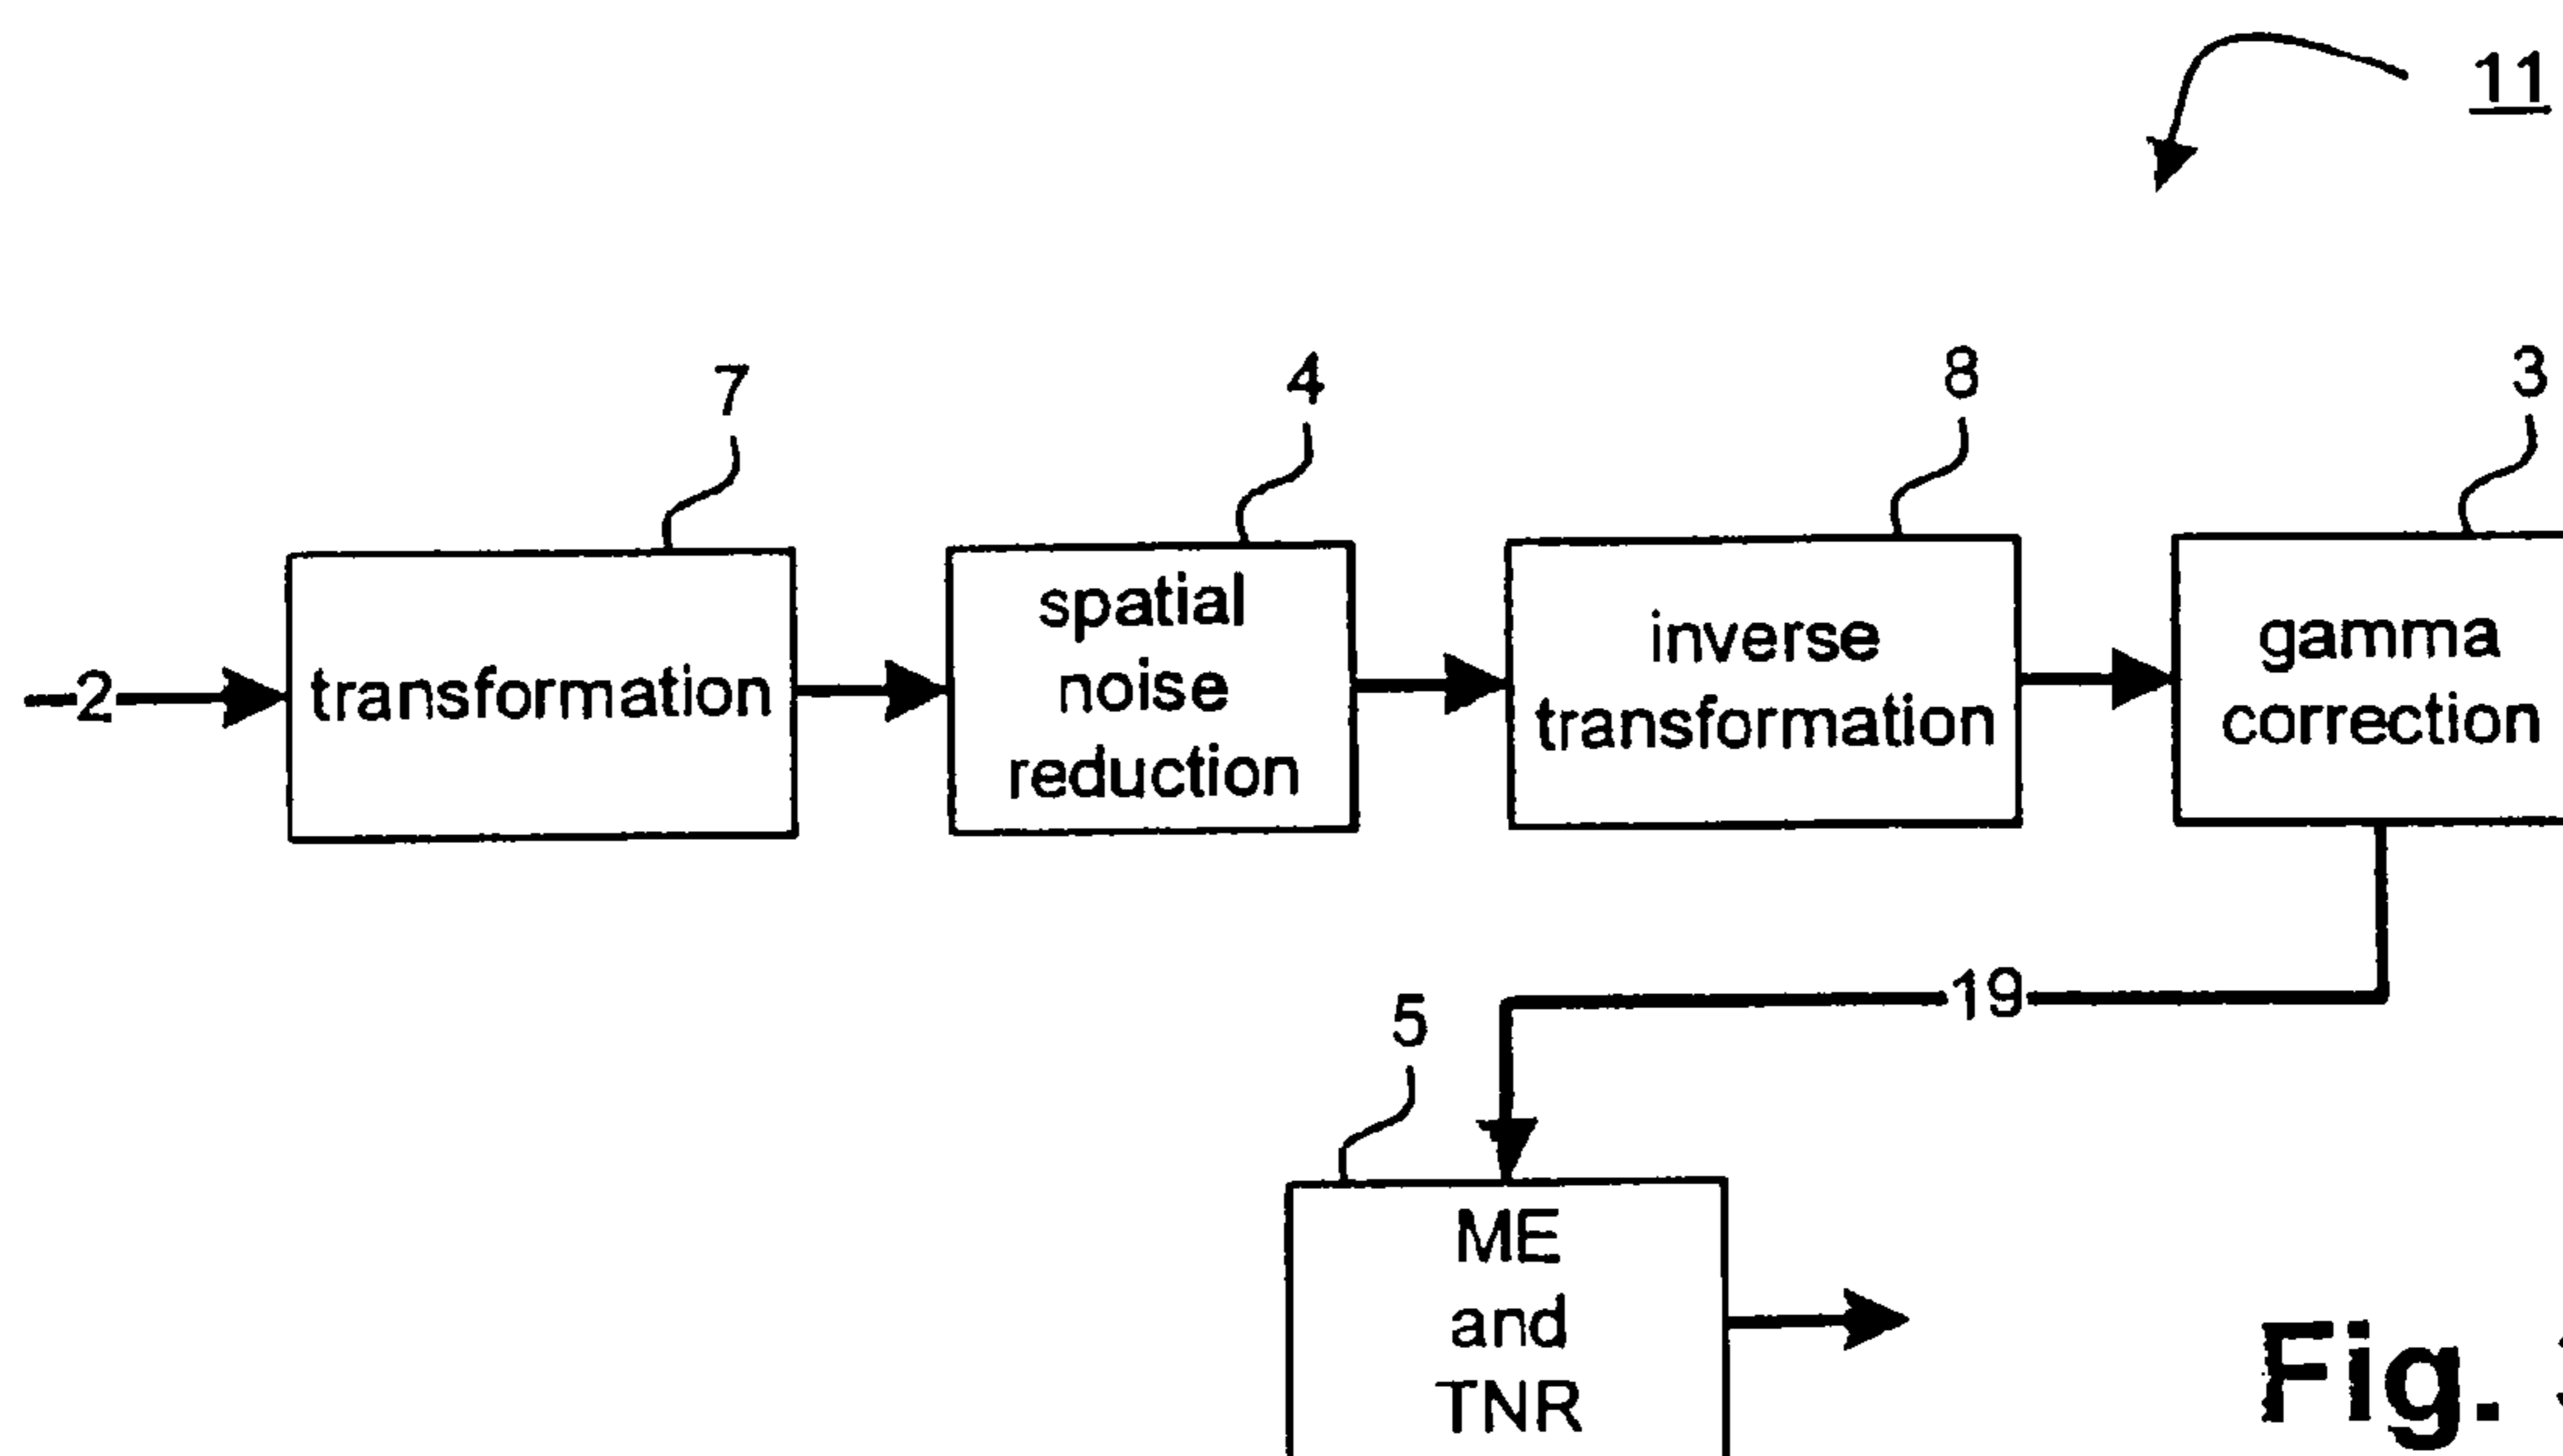 11
7
4
8
3
2
transformation
spatial
noise
reduction
inverse
transformation
gamma
correction
19
5
ME
and
TNR
Fig.